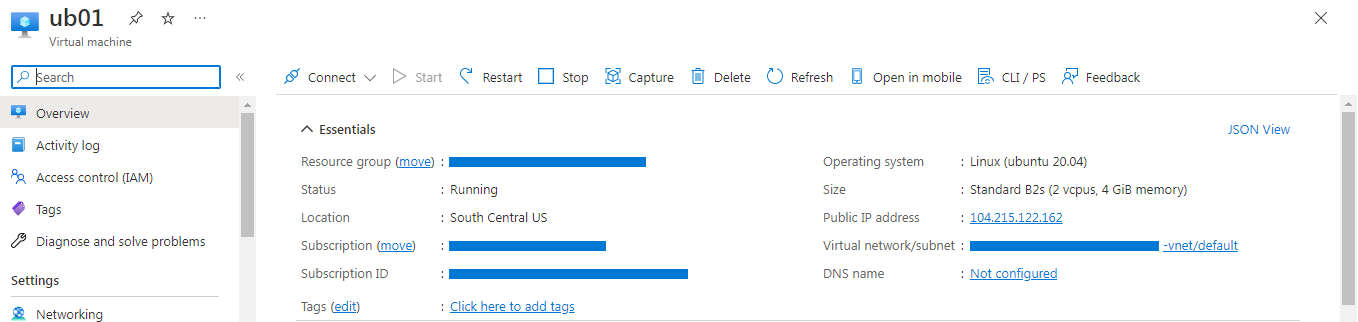 ub01
Virtual machine
Search
Connect Start Restart Stop Capture Delete Refresh Open in mobile CLI / PS Feedback
Overview
Activity log
Access control (IAM)
Tags
Diagnose and solve problems
Settings
Networking
Essentials
JSON View
Resource group (move) :
Status : Running
Location : South Central US
Subscription (move) :
Subscription ID :
Tags (edit) : Click here to add tags
Operating system : Linux (ubuntu 20.04)
Size : Standard B2s (2 vcpus, 4 GiB memory)
Public IP address : 104.215.122.162
Virtual network/subnet : -vnet/default
DNS name : Not configured